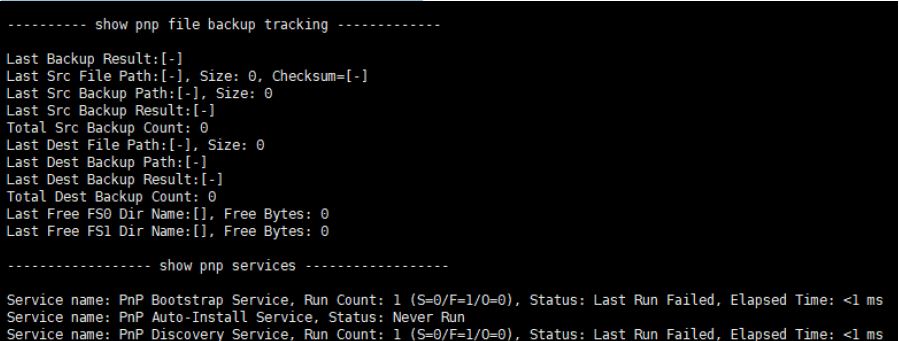 ---------- show pnp file backup tracking -------------
Last Backup Result:[-]
Last Src File Path:[-], Size: 0, Checksum=[-]
Last Src Backup Path:[-], Size: 0
Last Src Backup Result:[-]
Total Src Backup Count: 0
Last Dest File Path:[-], Size: 0
Last Dest Backup Path:[-]
Last Dest Backup Result:[-]
Total Dest Backup Count: 0
Last Free FS0 Dir Name:[], Free Bytes: 0
Last Free FS1 Dir Name:[], Free Bytes: 0
------------------ show pnp services ------------------
Service name: PnP Bootstrap Service, Run Count: 1 (S=0/F=1/O=0), Status: Last Run Failed, Elapsed Time: <1 ms
Service name: PnP Auto-Install Service, Status: Never Run
Service name: PnP Discovery Service, Run Count: 1 (S=0/F=1/O=0), Status: Last Run Failed, Elapsed Time: <1 ms